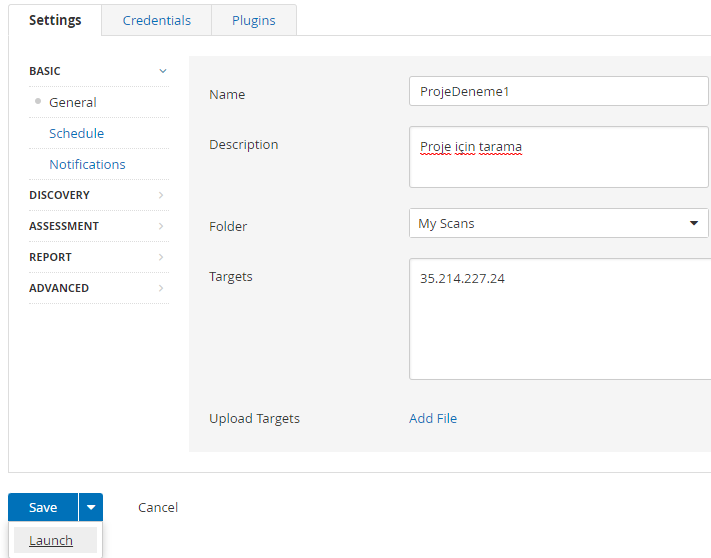 Settings Credentials Plugins
BASIC
General
Schedule
Notifications
DISCOVERY
ASSESSMENT
REPORT
ADVANCED
Name ProjeDeneme1
Description Proje için tarama
Folder My Scans
Targets 35.214.227.24
Upload Targets Add File
Save Cancel
Launch